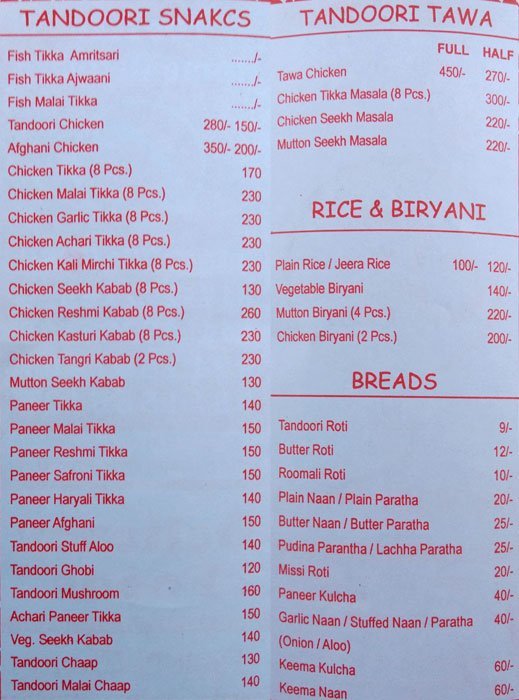 TANDOORI SNAKCS
Fish Tikka Amritsari ......./-
Fish Tikka Ajwaani ....../-
Fish Malai Tikka ....../-
Tandoori Chicken 280/- 150/-
Afghani Chicken 350/- 200/-
Chicken Tikka (8 Pcs.) 170
Chicken Malai Tikka (8 Pcs.) 230
Chicken Garlic Tikka (8 Pcs.) 230
Chicken Achari Tikka (8 Pcs.) 230
Chicken Kali Mirchi Tikka (8 Pcs.) 230
Chicken Seekh Kabab (8 Pcs.) 130
Chicken Reshmi Kabab (8 Pcs.) 260
Chicken Kasturi Kabab (8 Pcs.) 230
Chicken Tangri Kabab (2 Pcs.) 230
Mutton Seekh Kabab 130
Paneer Tikka 140
Paneer Malai Tikka 150
Paneer Reshmi Tikka 150
Paneer Safroni Tikka 150
Paneer Haryali Tikka 140
Paneer Afghani 150
Tandoori Stuff Aloo 140
Tandoori Ghobi 120
Tandoori Mushroom 160
Achari Paneer Tikka 150
Veg. Seekh Kabab 140
Tandoori Chaap 130
Tandoori Malai Chaap 140
TANDOORI TAWA
FULL HALF
Tawa Chicken 450/- 270/-
Chicken Tikka Masala (8 Pcs.) 300/-
Chicken Seekh Masala 220/-
Mutton Seekh Masala 220/-
RICE & BIRYANI
Plain Rice / Jeera Rice 100/- 120/-
Vegetable Biryani 140/-
Mutton Biryani (4 Pcs.) 220/-
Chicken Biryani (2 Pcs.) 200/-
BREADS
Tandoori Roti 9/-
Butter Roti 12/-
Roomali Roti 10/-
Plain Naan / Plain Paratha 20/-
Butter Naan / Butter Paratha 25/-
Pudina Parantha / Lachha Paratha 25/-
Missi Roti 20/-
Paneer Kulcha 40/-
Garlic Naan / Stuffed Naan / Paratha 40/-
(Onion / Aloo)
Keema Kulcha 60/-
Keema Naan 60/-